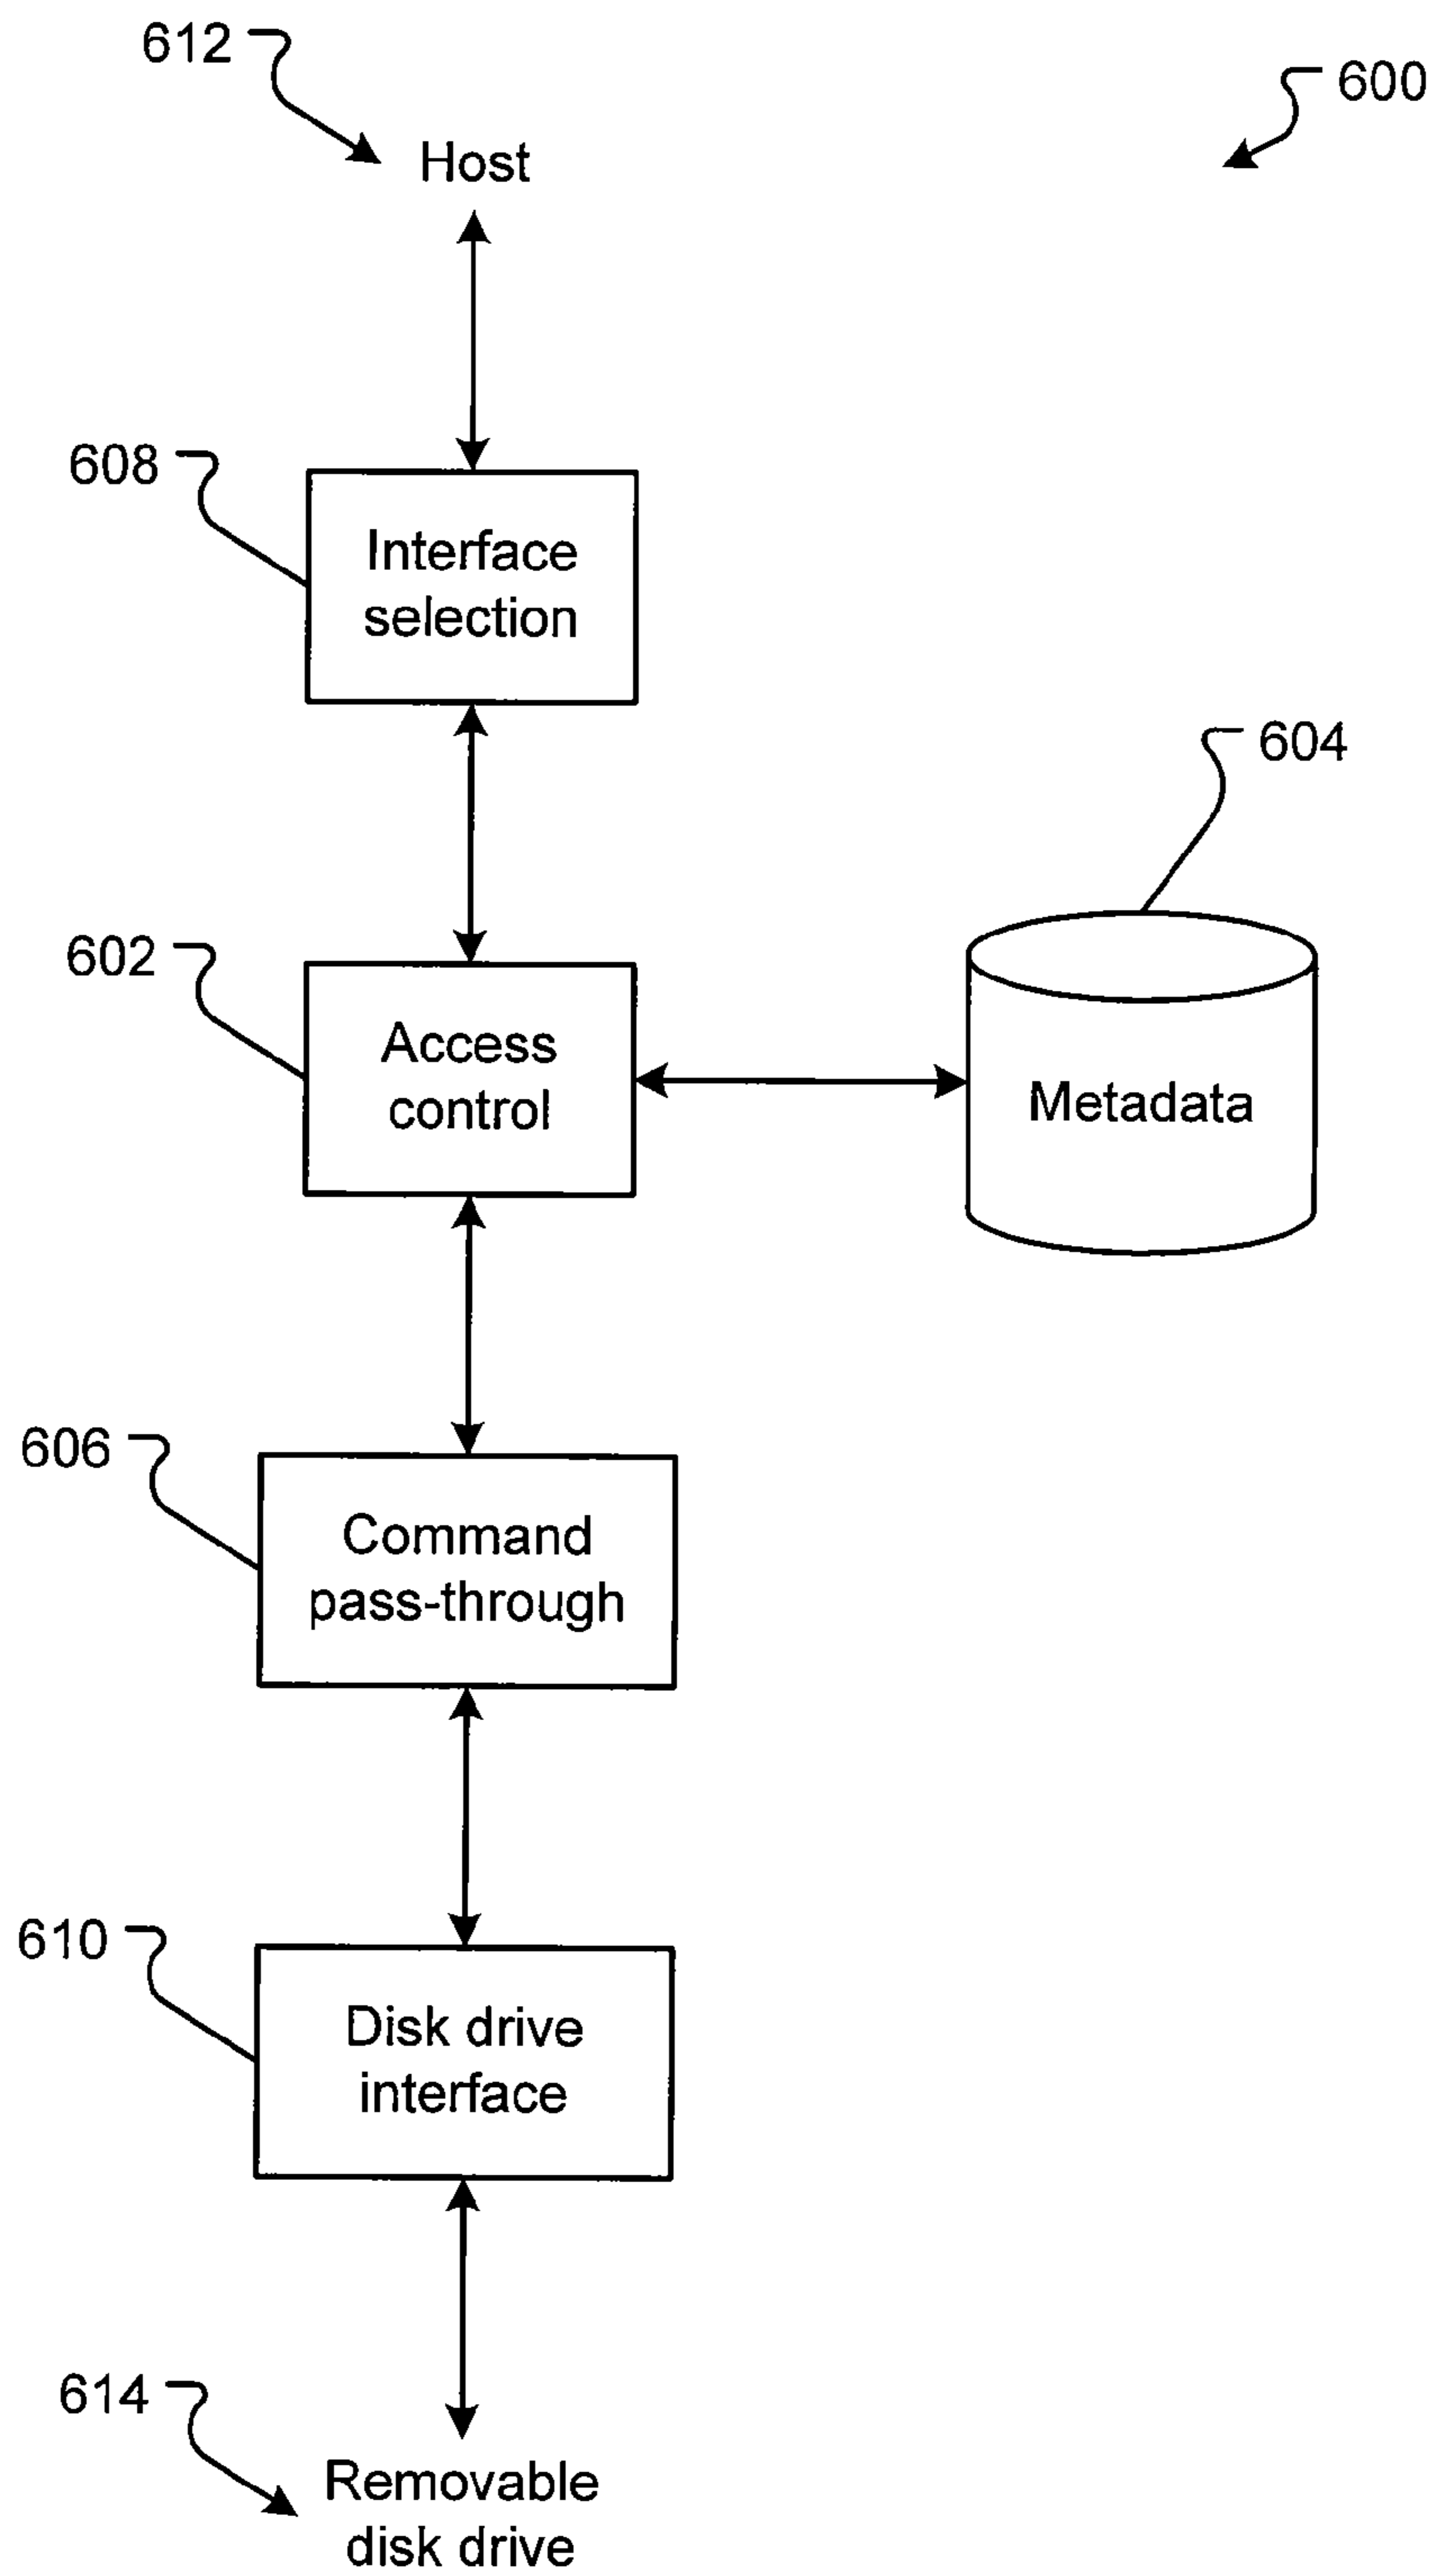 612
600
Host
608
Interface
selection
604
602
Access
control
Metadata
606
Command
pass-through
610
Disk drive
interface
614
Removable
disk drive